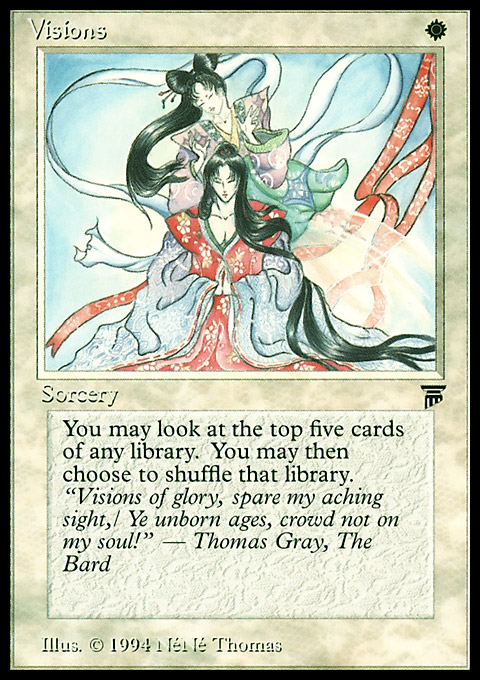 Visions
Sorcery
You may look at the top five cards
of any library. You may then
choose to shuffle that library.
“Visions of glory, spare my aching
sight,/ Ye unborn ages, crowd not on
my soul!” — Thomas Gray, The
Bard
Illus. © 1994 NéNé Thomas